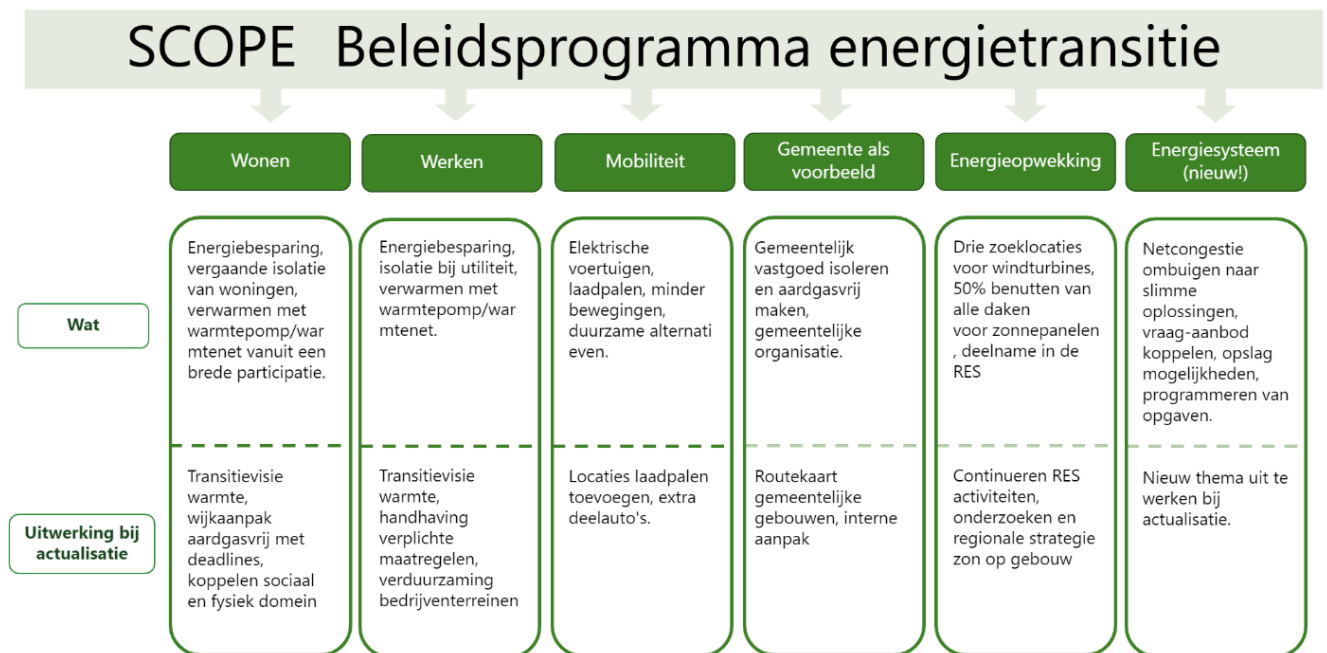 SCOPE Beleidsprogramma energietransitie
Wonen
Werken
Mobiliteit
Gemeente als
voorbeeld
Energieopwekking
Energiesysteem
(nieuw!)
Wat
Energiebesparing,
vergaande isolatie
van woningen,
verwarmen met
warmtepomp/war
mtenet vanuit een
brede participatie.
Energiebesparing,
isolatie bij utiliteit,
verwarmen met
warmtepomp/war
mtenet.
Elektrische
voertuigen,
laadpalen, minder
bewegingen,
duurzame alternati
even.
Gemeentelijk
vastgoed isoleren
en aardgasvrij
maken,
gemeentelijke
organisatie.
Drie zoeklocaties
voor windturbines,
50% benutten van
alle daken
voor zonnepanelen
, deelname in de
RES
Netcongestie
ombuigen naar
slimme
oplossingen,
vraag-aanbod
koppelen, opslag
mogelijkheden,
programmeren van
opgaven.
Uitwerking bij
actualisatie
Transitievisie
warmte,
wijkaanpak
aardgasvrij met
deadlines,
koppelen sociaal
en fysiek domein
Transitievisie
warmte,
handhaving
verplichte
maatregelen,
verduurzaming
bedrijventerreinen
Locaties laadpalen
toevoegen, extra
deelauto's.
Routekaart
gemeentelijke
gebouwen, interne
aanpak
Continueren RES
activiteiten,
onderzoeken en
regionale strategie
zon op gebouw
Nieuw thema uit te
werken bij
actualisatie.